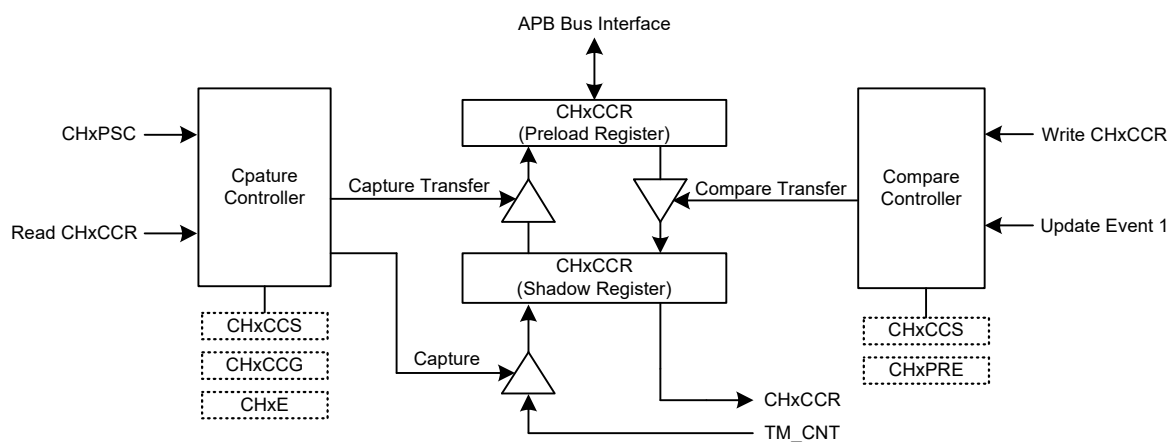 APB Bus Interface
CHxPSC
Read CHxCCR
Cpature
Controller
CHxCCS
CHxCCG
CHxE
Capture Transfer
Capture
CHxCCR
(Preload Register)
CHxCCR
(Shadow Register)
Compare Transfer
Compare
Controller
Write CHxCCR
Update Event 1
CHxCCS
CHxPRE
CHxCCR
TM_CNT